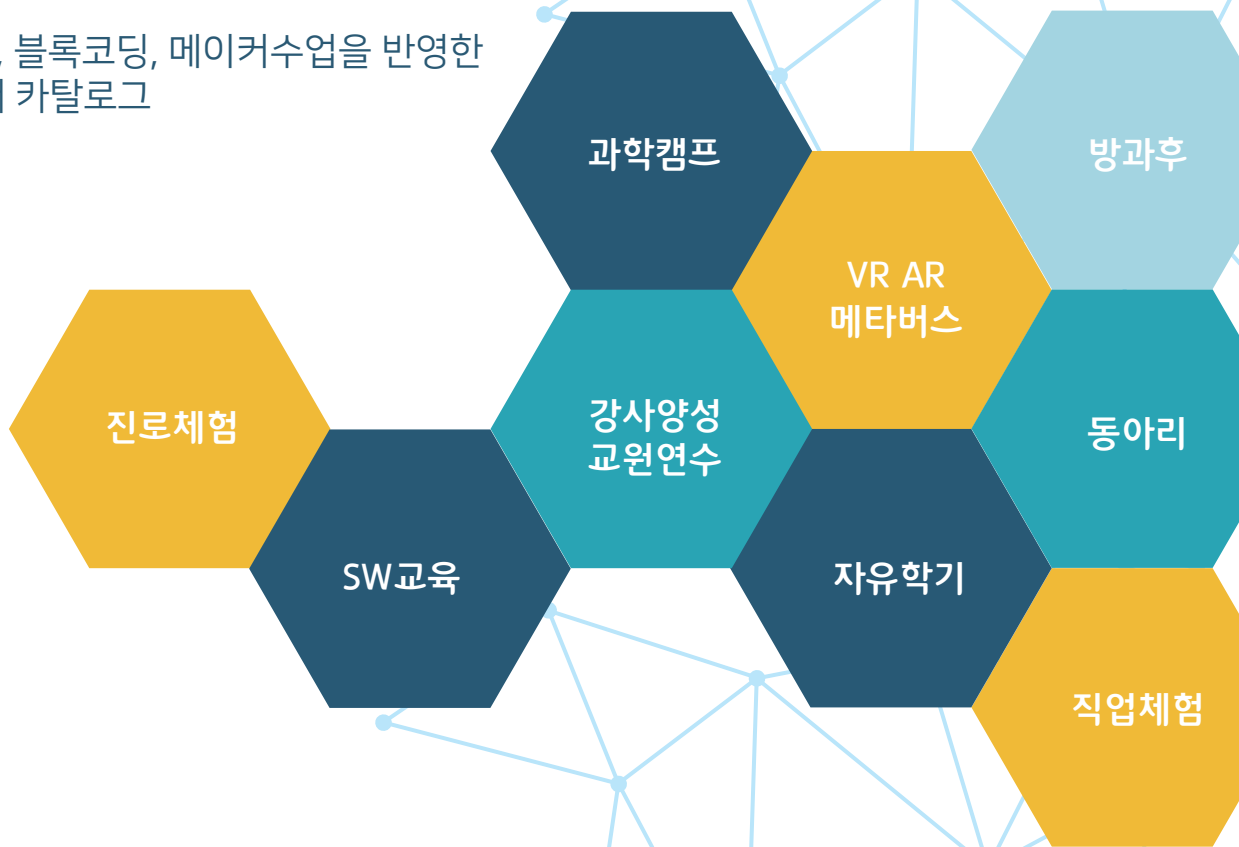 , 블록코딩, 메이커수업을 반영한
카탈로그
과학캠프
방과후
VR AR
메타버스
진로체험
강사양성
교원연수
동아리
SW교육
자유학기
직업체험